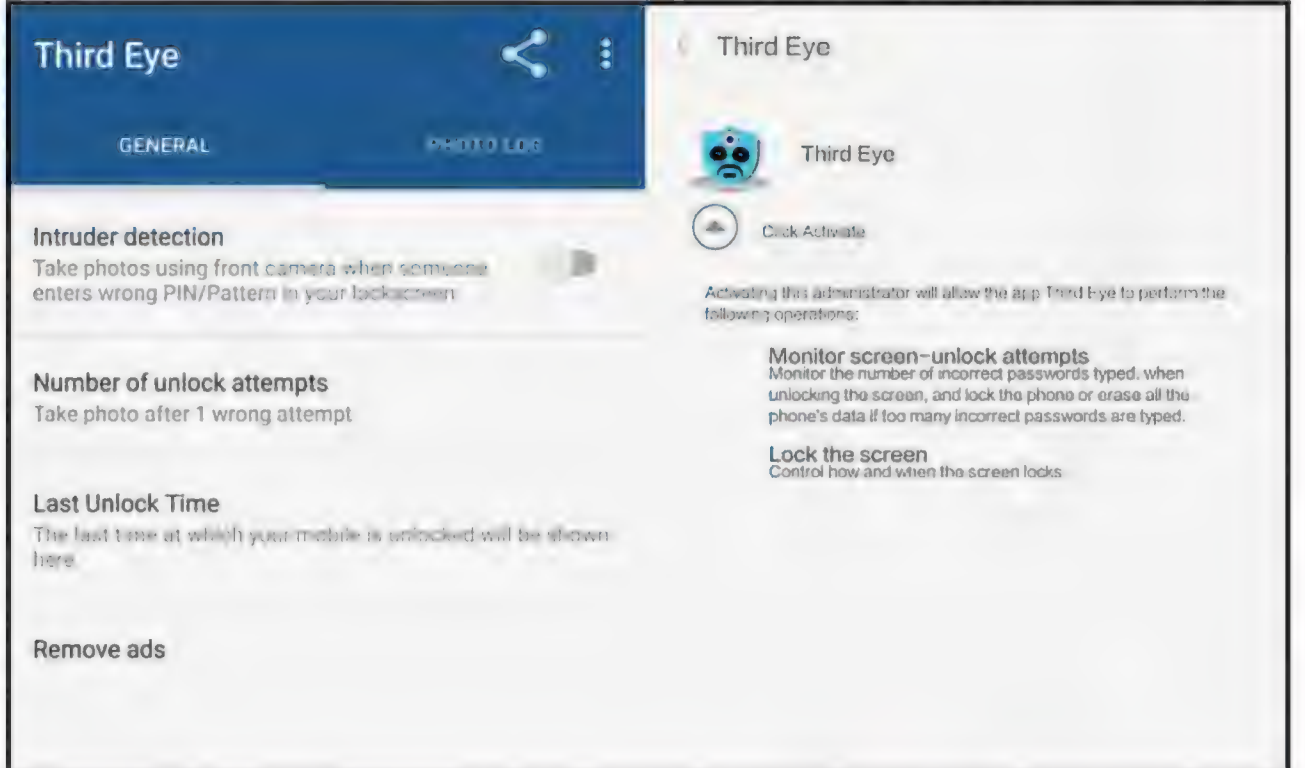 Third Eye
GENERAL
PHOTO LOG
Intruder detection
Take photos using front camera when someone
enters wrong PIN/Pattern in your lockscreen
Number of unlock attempts
Take photo after 1 wrong attempt
Last Unlock Time
The last time at which your mobile is unlocked will be shown
here.
Remove ads
Third Eye
Third Eye
Click Activate
Activating this administrator will allow the app Third Eye to perform the
following operations:
Monitor screen-unlock attempts
Monitor the number of incorrect passwords typed. when
unlocking the screen, and lock the phone or erase all the
phone's data if too many incorrect passwords are typed.
Lock the screen
Control how and when the screen locks